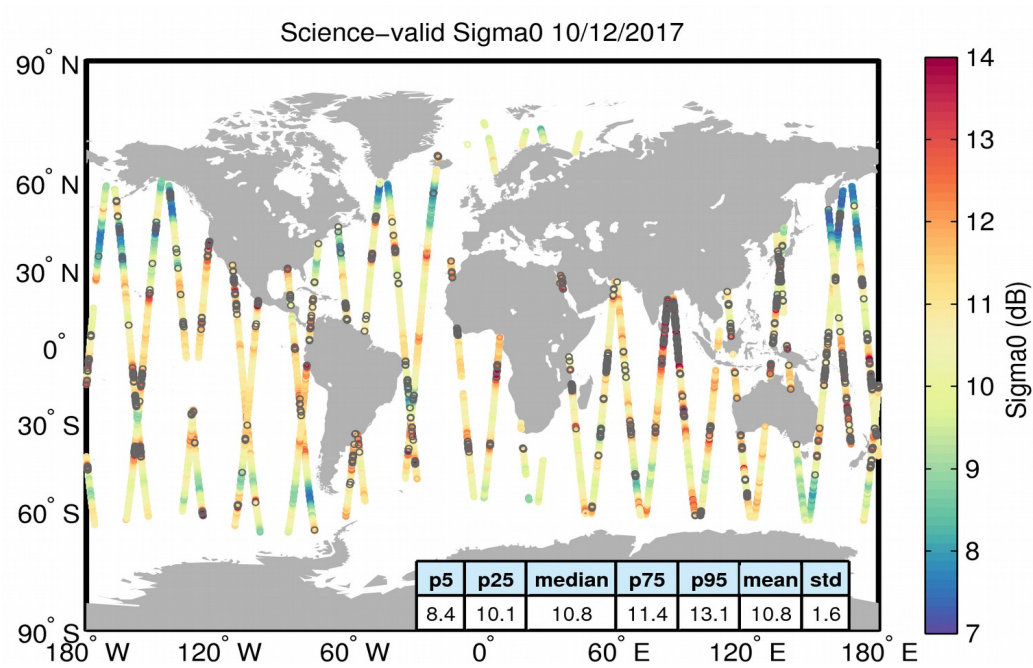 Science−valid Sigma0 10/12/2017
90° N
60° N
30° N
0°
30° S
60° S
90° S
180° W
120° W
60° W
0°
60° E
120° E
180° E
14
13
12
11
10
9
8
7
Sigma0 (dB)
p5 p25 median p75 p95 mean std
8.4 10.1 10.8 11.4 13.1 10.8 1.6